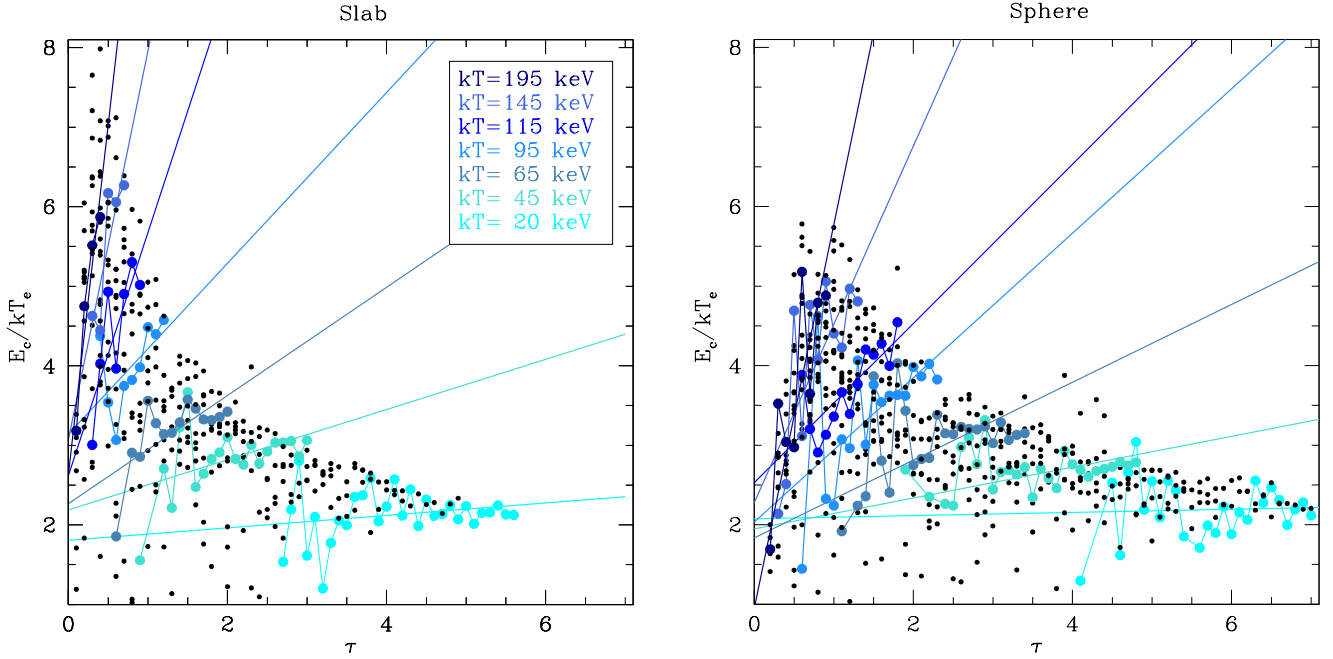 Slab
8
6
4
2
0
2
4
6
E_c/kT_e
τ
kT=195 keV
kT=145 keV
kT=115 keV
kT= 95 keV
kT= 65 keV
kT= 45 keV
kT= 20 keV
Sphere
8
6
4
2
0
2
4
6
E_c/kT_e
τ